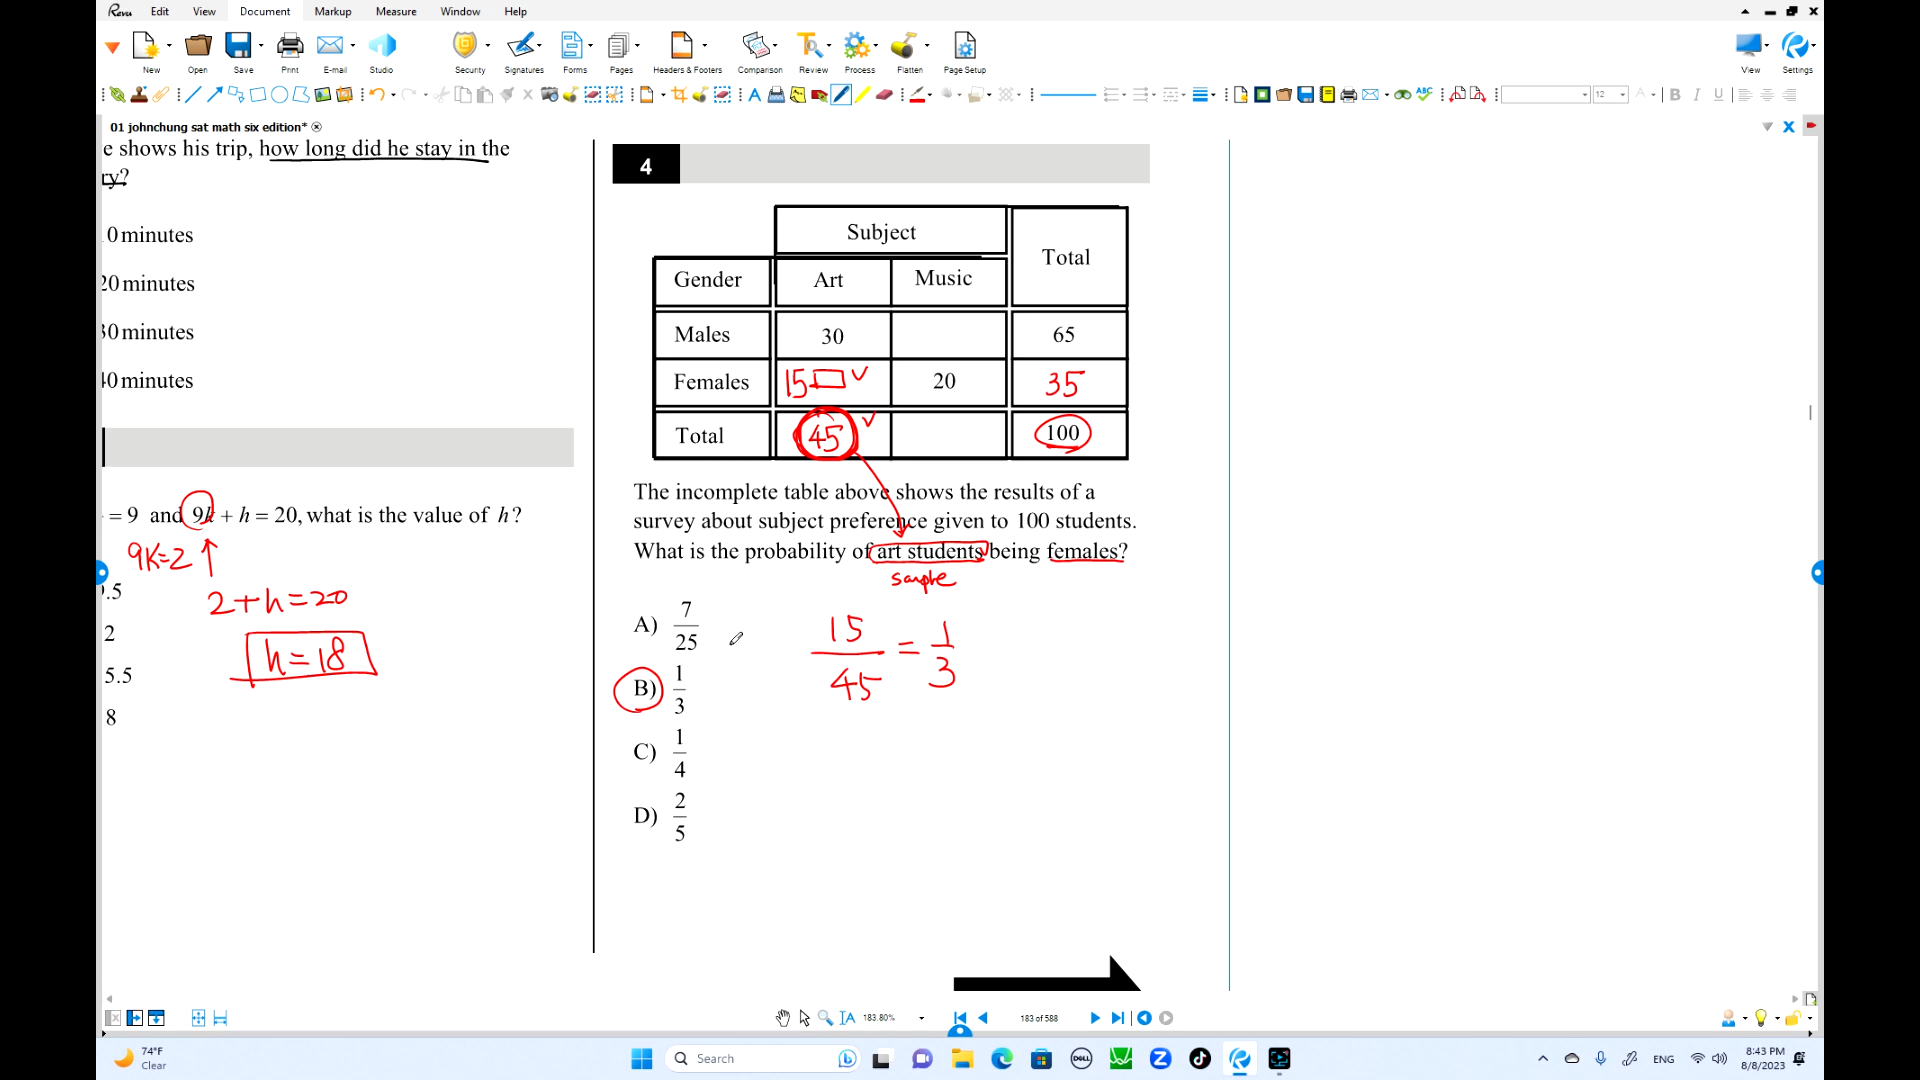 Revu Edit View Document Markup Measure Window Help
New Open Save Print E-mail Studio Security Signatures Forms Pages Headers & Footers Comparison Review Process Flatten Page Setup View Settings
12 B I U
01 johnchung sat math six edition*
e shows his trip, how long did he stay in the
ry?
0 minutes
20 minutes
30 minutes
40 minutes
= 9 and 9k + h = 20, what is the value of h?
9k=2
2+h=20
h=18
.5
2
5.5
8
4
Subject Total
Gender Art Music
Males 30 65
Females 15 20 35
Total 45 100
The incomplete table above shows the results of a
survey about subject preference given to 100 students.
What is the probability of art students being females?
sample
A) 7/25
B) 1/3
C) 1/4
D) 2/5
15/45 = 1/3
183.80% 183 of 588
74°F
Clear
Search
DELL
ENG
8:43 PM
8/8/2023